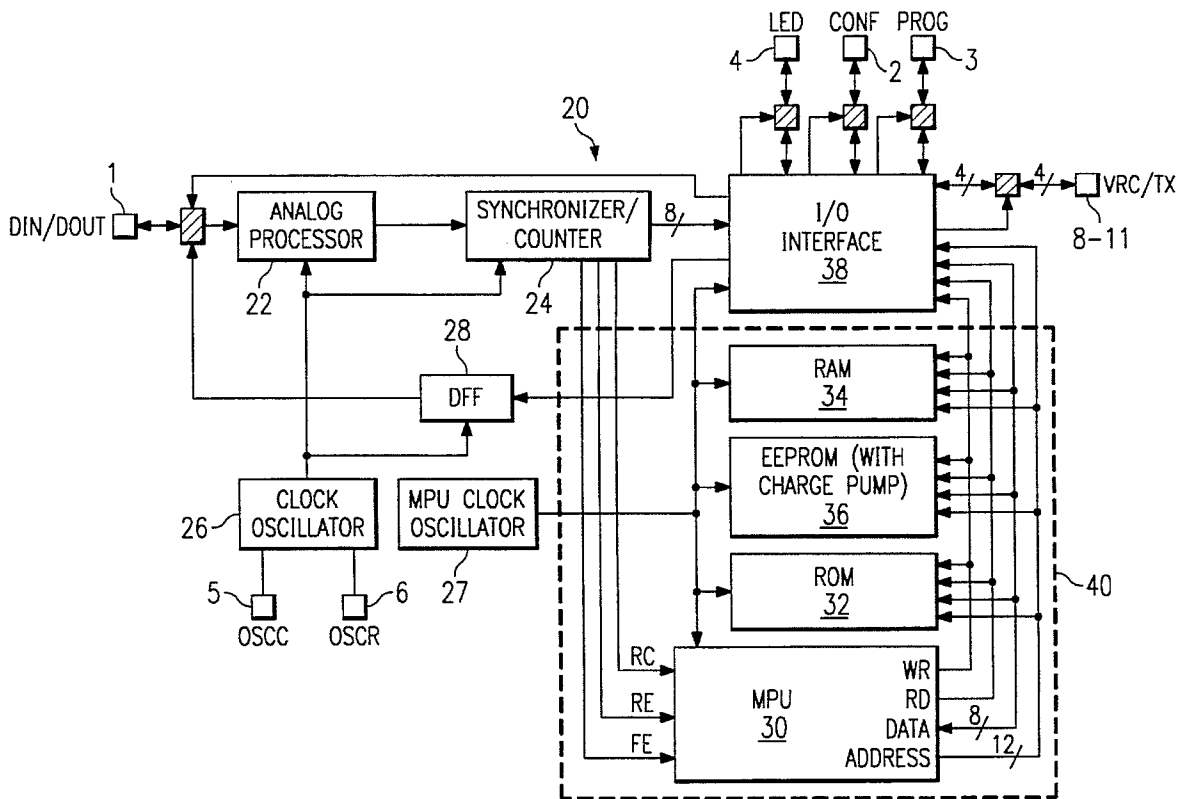 LED CONF PROG
4 2 3
20
1
DIN/DOUT
ANALOG
PROCESSOR
22
SYNCHRONIZER/
COUNTER
24
8
I/O
INTERFACE
38
4 4
VRC/TX
8-11
28
DFF
RAM
34
EEPROM (WITH
CHARGE PUMP)
36
ROM
32
40
26
CLOCK
OSCILLATOR
MPU CLOCK
OSCILLATOR
27
5
OSCC
6
OSCR
RC
RE
FE
MPU
30
WR
RD
DATA
8
ADDRESS
12